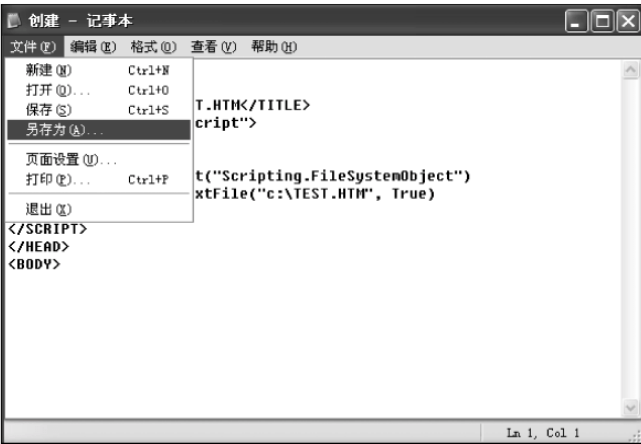 创建 - 记事本
文件(F) 编辑(E) 格式(O) 查看(V) 帮助(H)
新建(N) Ctrl+N
打开(O)... Ctrl+O
保存(S) Ctrl+S
另存为(A)...
页面设置(U)...
打印(P)... Ctrl+P
退出(X)
T.HTM</TITLE>
cript">
t("Scripting.FileSystemObject")
xtFile("c:\TEST.HTM", True)
</SCRIPT>
</HEAD>
<BODY>
Ln 1, Col 1